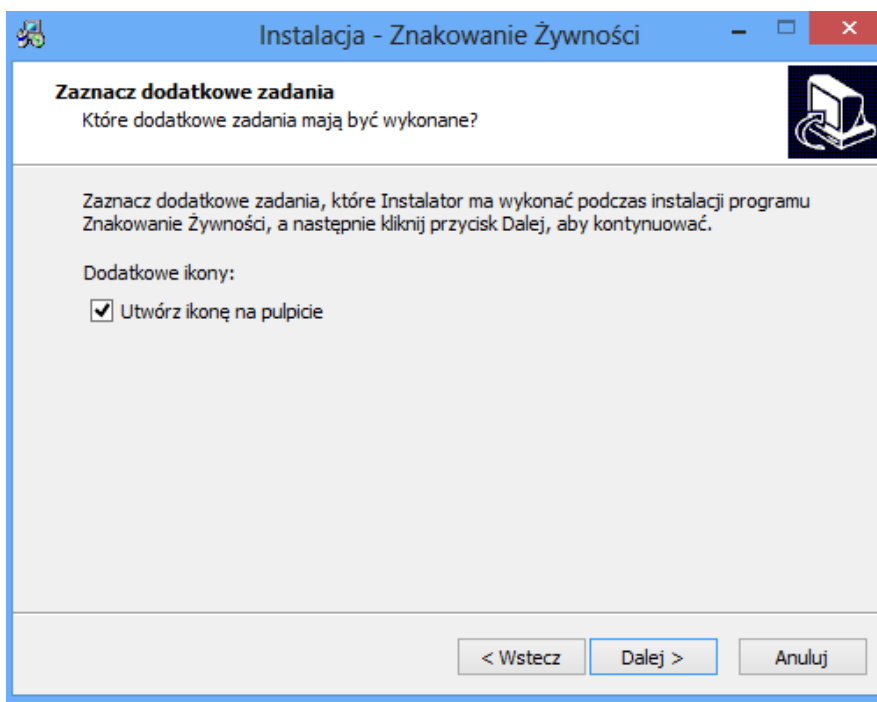 Instalacja - Znakowanie Żywności
Zaznacz dodatkowe zadania
Które dodatkowe zadania mają być wykonane?
Zaznacz dodatkowe zadania, które Instalator ma wykonać podczas instalacji programu
Znakowanie Żywności, a następnie kliknij przycisk Dalej, aby kontynuować.
Dodatkowe ikony:
Utwórz ikonę na pulpicie
< Wstecz
Dalej >
Anuluj